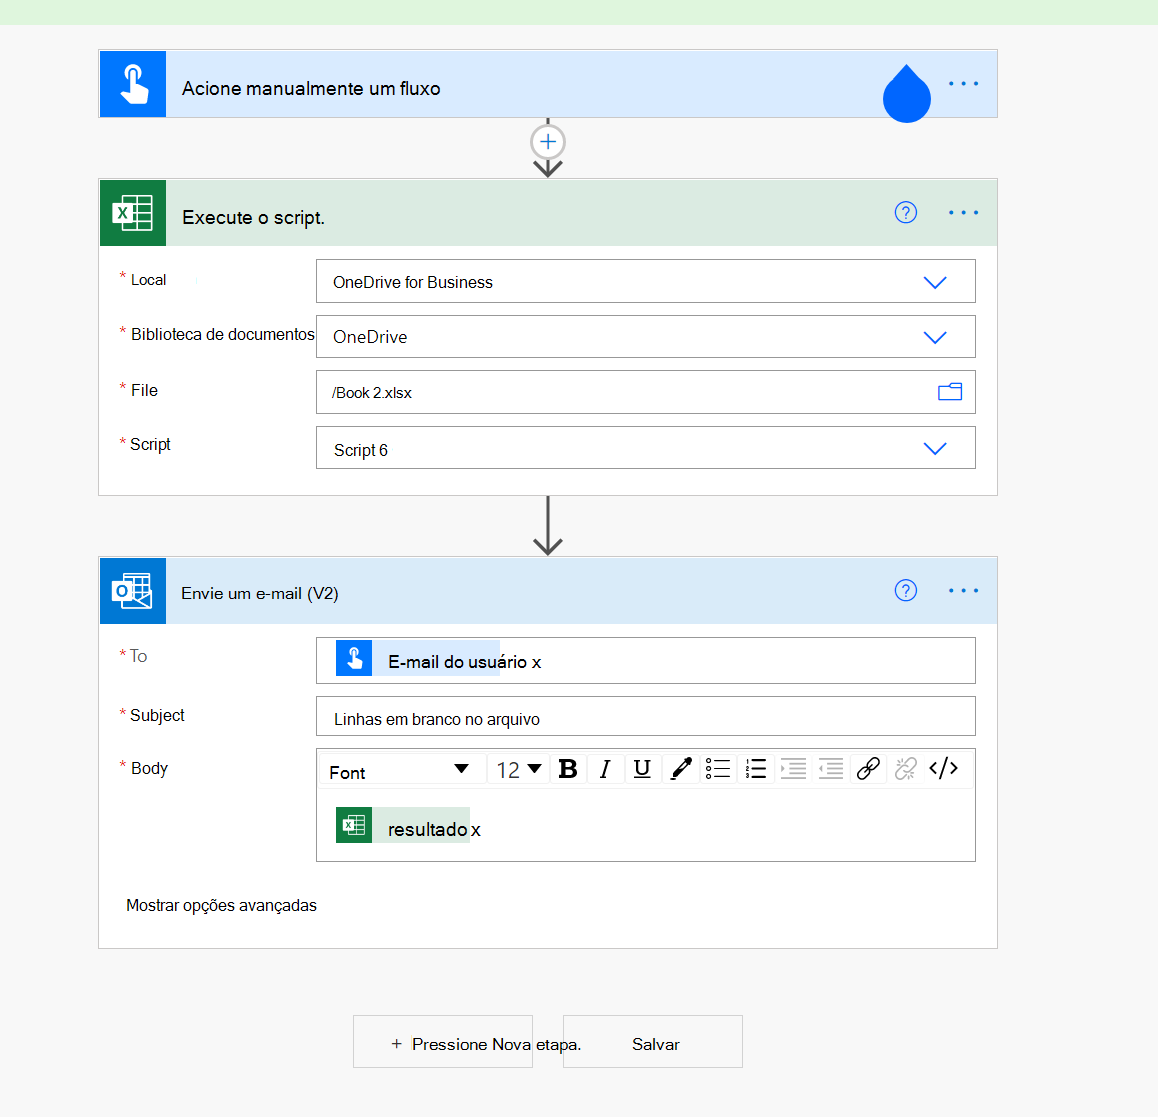 Acione manualmente um fluxo
Execute o script.
* Local
OneDrive for Business
* Biblioteca de documentos
OneDrive
* File
/Book 2.xlsx
* Script
Script 6
Envie um e-mail (V2)
* To
E-mail do usuário x
* Subject
Linhas em branco no arquivo
* Body
Font 12 B I U </>
resultado x
Mostrar opções avançadas
+ Pressione Nova etapa.
Salvar